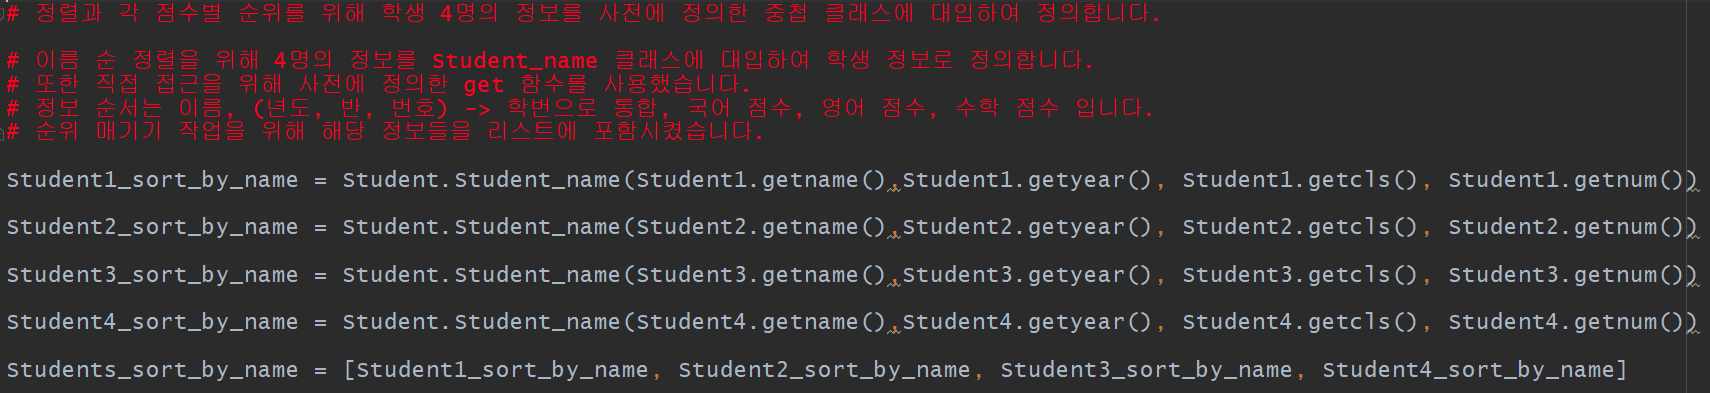 # 정렬과 각 점수별 순위를 위해 학생 4명의 정보를 사전에 정의한 중첩 클래스에 대입하여 정의합니다.
# 이름 순 정렬을 위해 4명의 정보를 Student_name 클래스에 대입하여 학생 정보로 정의합니다.
# 또한 직접 접근을 위해 사전에 정의한 get 함수를 사용했습니다.
# 정보 순서는 이름, (년도, 반, 번호) -> 학번으로 통합, 국어 점수, 영어 점수, 수학 점수 입니다.
# 순위 매기기 작업을 위해 해당 정보들을 리스트에 포함시켰습니다.
Student1_sort_by_name = Student.Student_name(Student1.getname(),Student1.getyear(), Student1.getcls(), Student1.getnum())
Student2_sort_by_name = Student.Student_name(Student2.getname(),Student2.getyear(), Student2.getcls(), Student2.getnum())
Student3_sort_by_name = Student.Student_name(Student3.getname(),Student3.getyear(), Student3.getcls(), Student3.getnum())
Student4_sort_by_name = Student.Student_name(Student4.getname(),Student4.getyear(), Student4.getcls(), Student4.getnum())
Students_sort_by_name = [Student1_sort_by_name, Student2_sort_by_name, Student3_sort_by_name, Student4_sort_by_name]